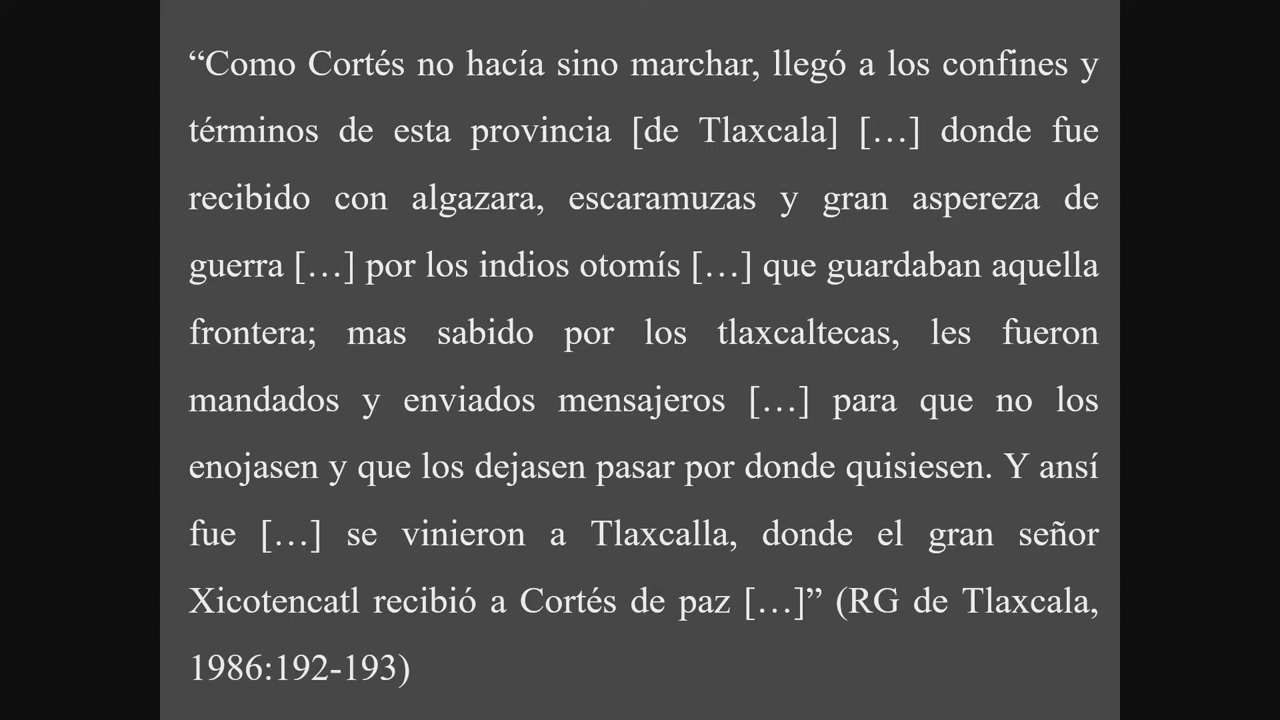 “Como Cortés no hacía sino marchar, llegó a los confines y
términos de esta provincia [de Tlaxcala] […] donde fue
recibido con algazara, escaramuzas y gran aspereza de
guerra […] por los indios otomís […] que guardaban aquella
frontera; mas sabido por los tlaxcaltecas, les fueron
mandados y enviados mensajeros […] para que no los
enojasen y que los dejasen pasar por donde quisiesen. Y ansí
fue […] se vinieron a Tlaxcalla, donde el gran señor
Xicotencatl recibió a Cortés de paz […]” (RG de Tlaxcala,
1986:192-193)